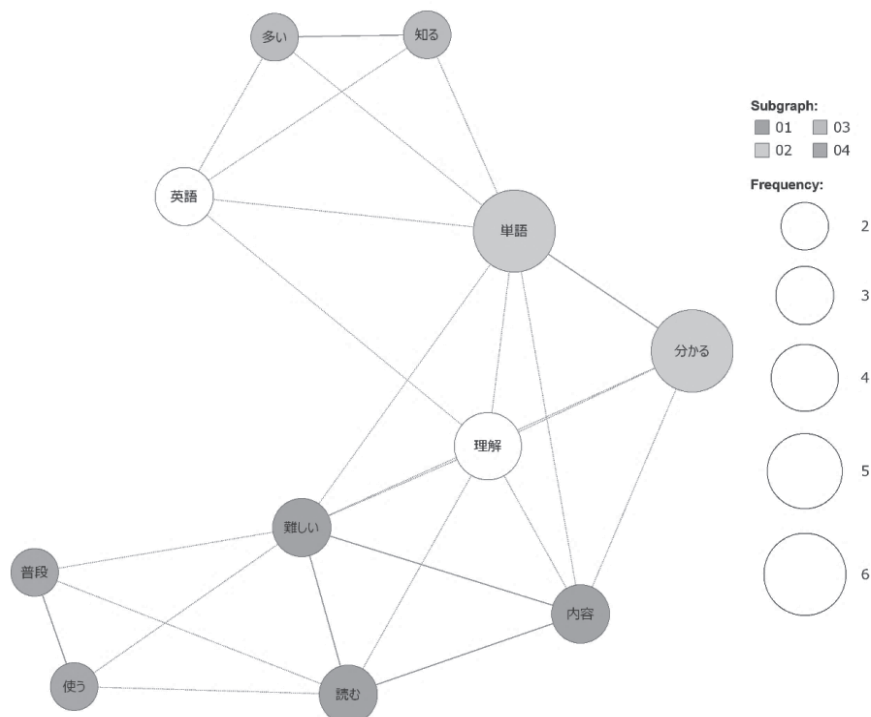 多い
知る
英語
単語
分かる
理解
難しい
普段
内容
使う
読む
Subgraph:
01 03
02 04
Frequency:
2
3
4
5
6